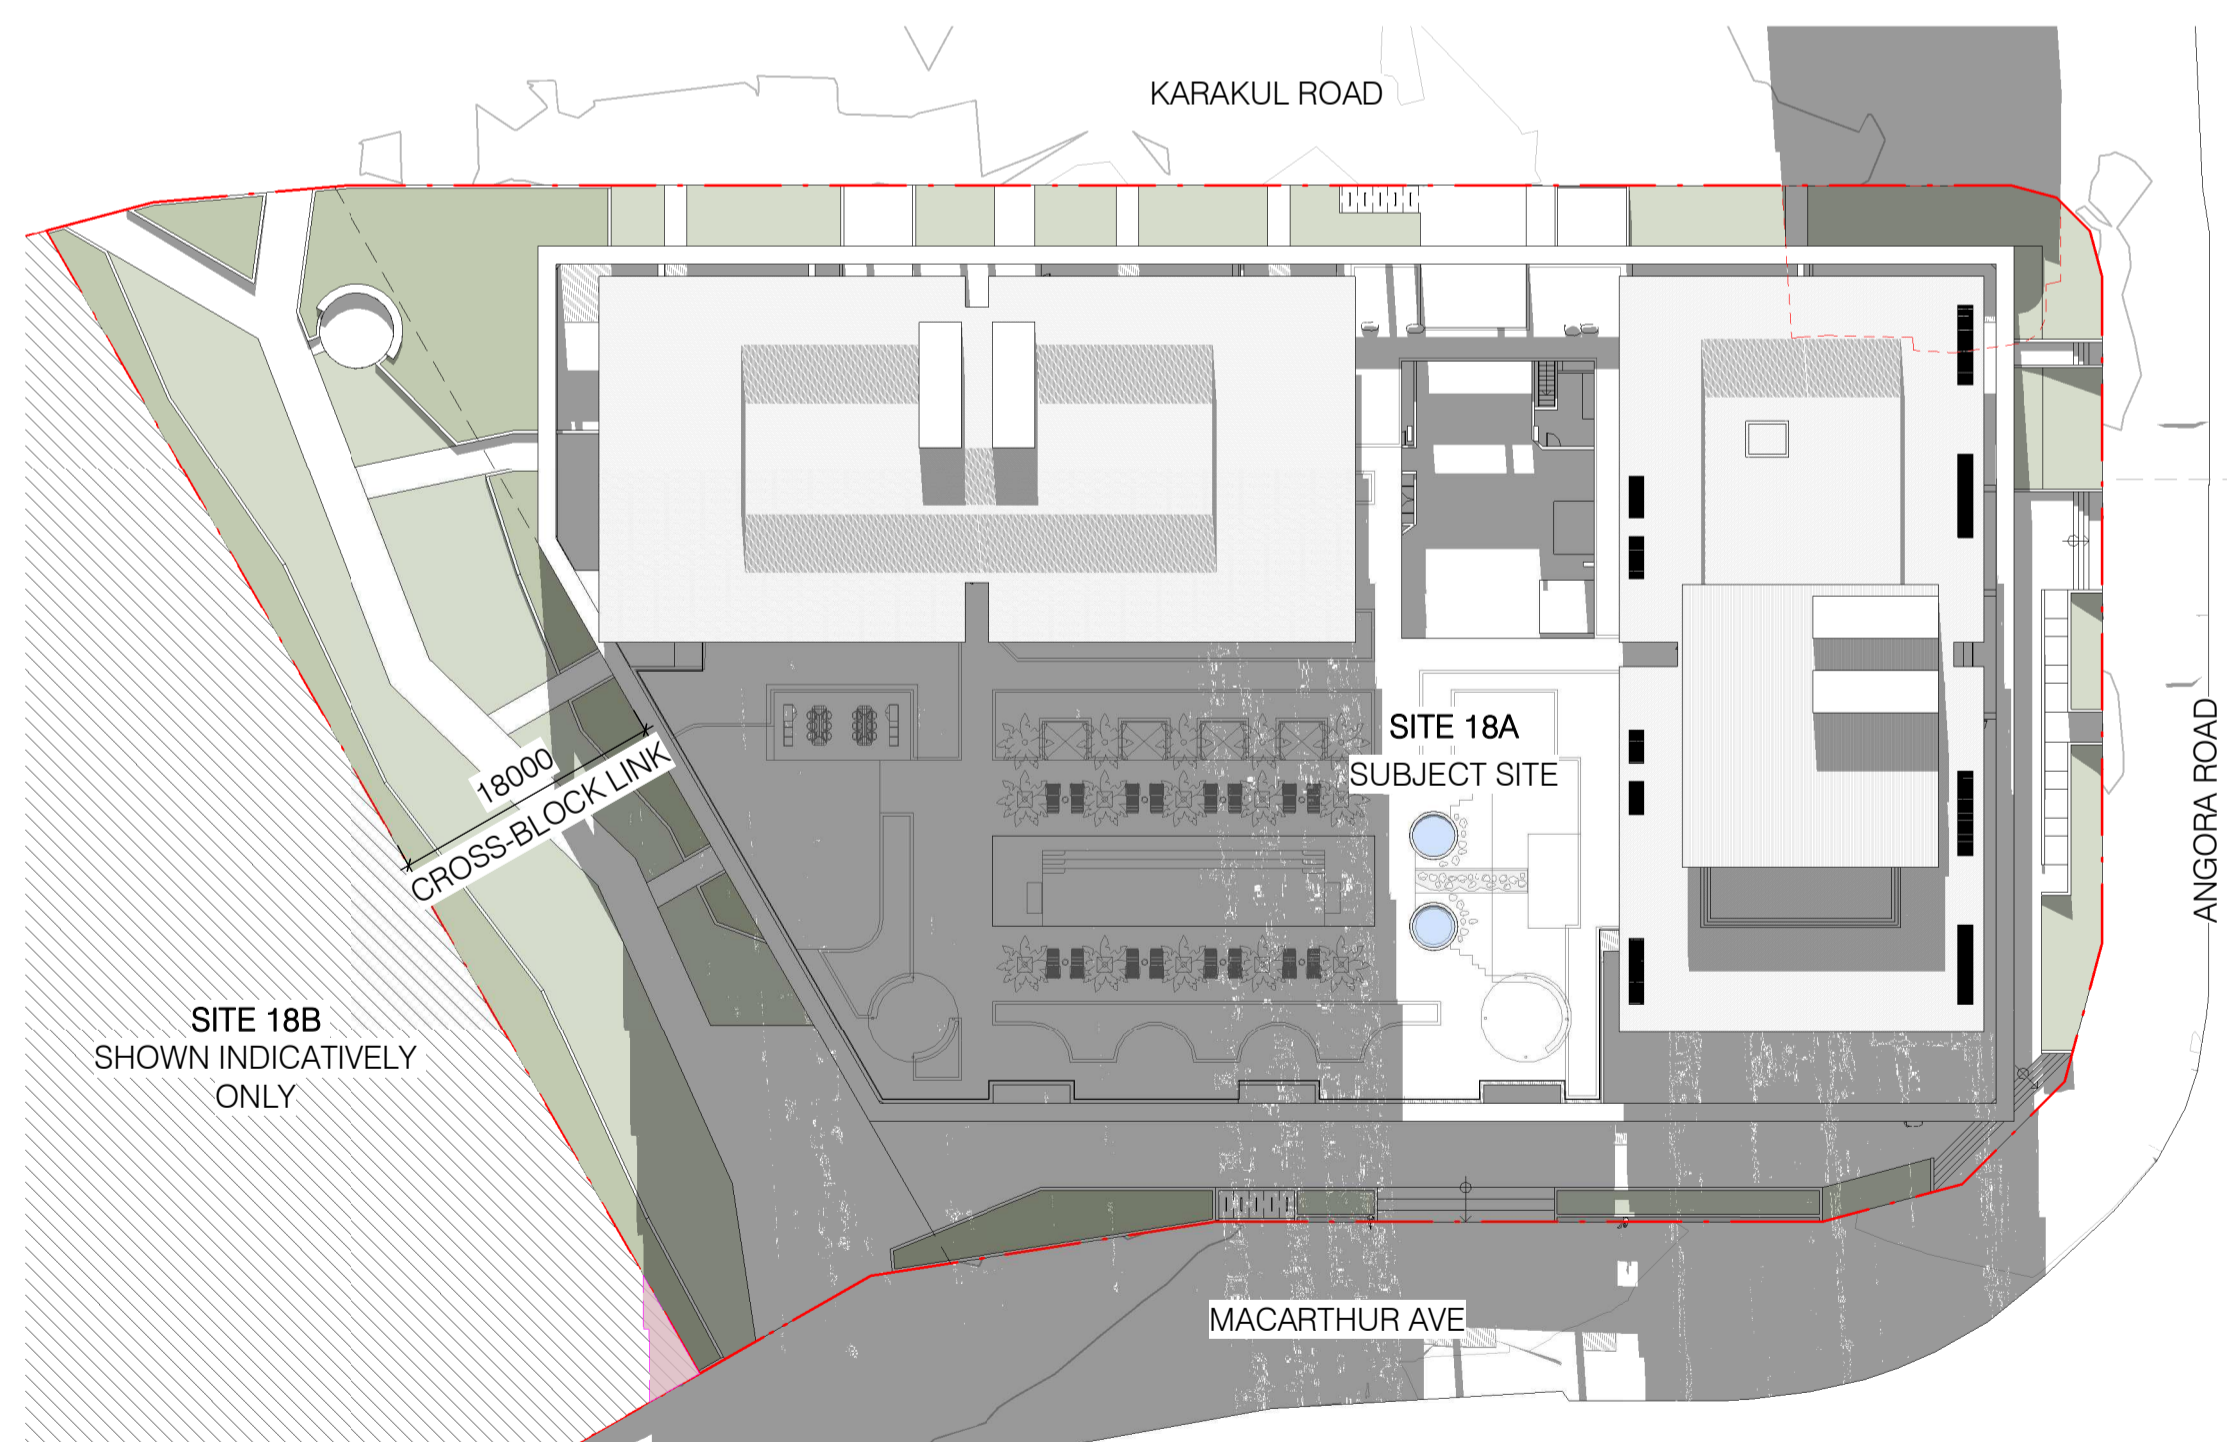 KARAKUL ROAD
SITE 18A
SUBJECT SITE
18000
CROSS-BLOCK LINK
ANGORA ROAD
SITE 18B
SHOWN INDICATIVELY
ONLY
MACARTHUR AVE